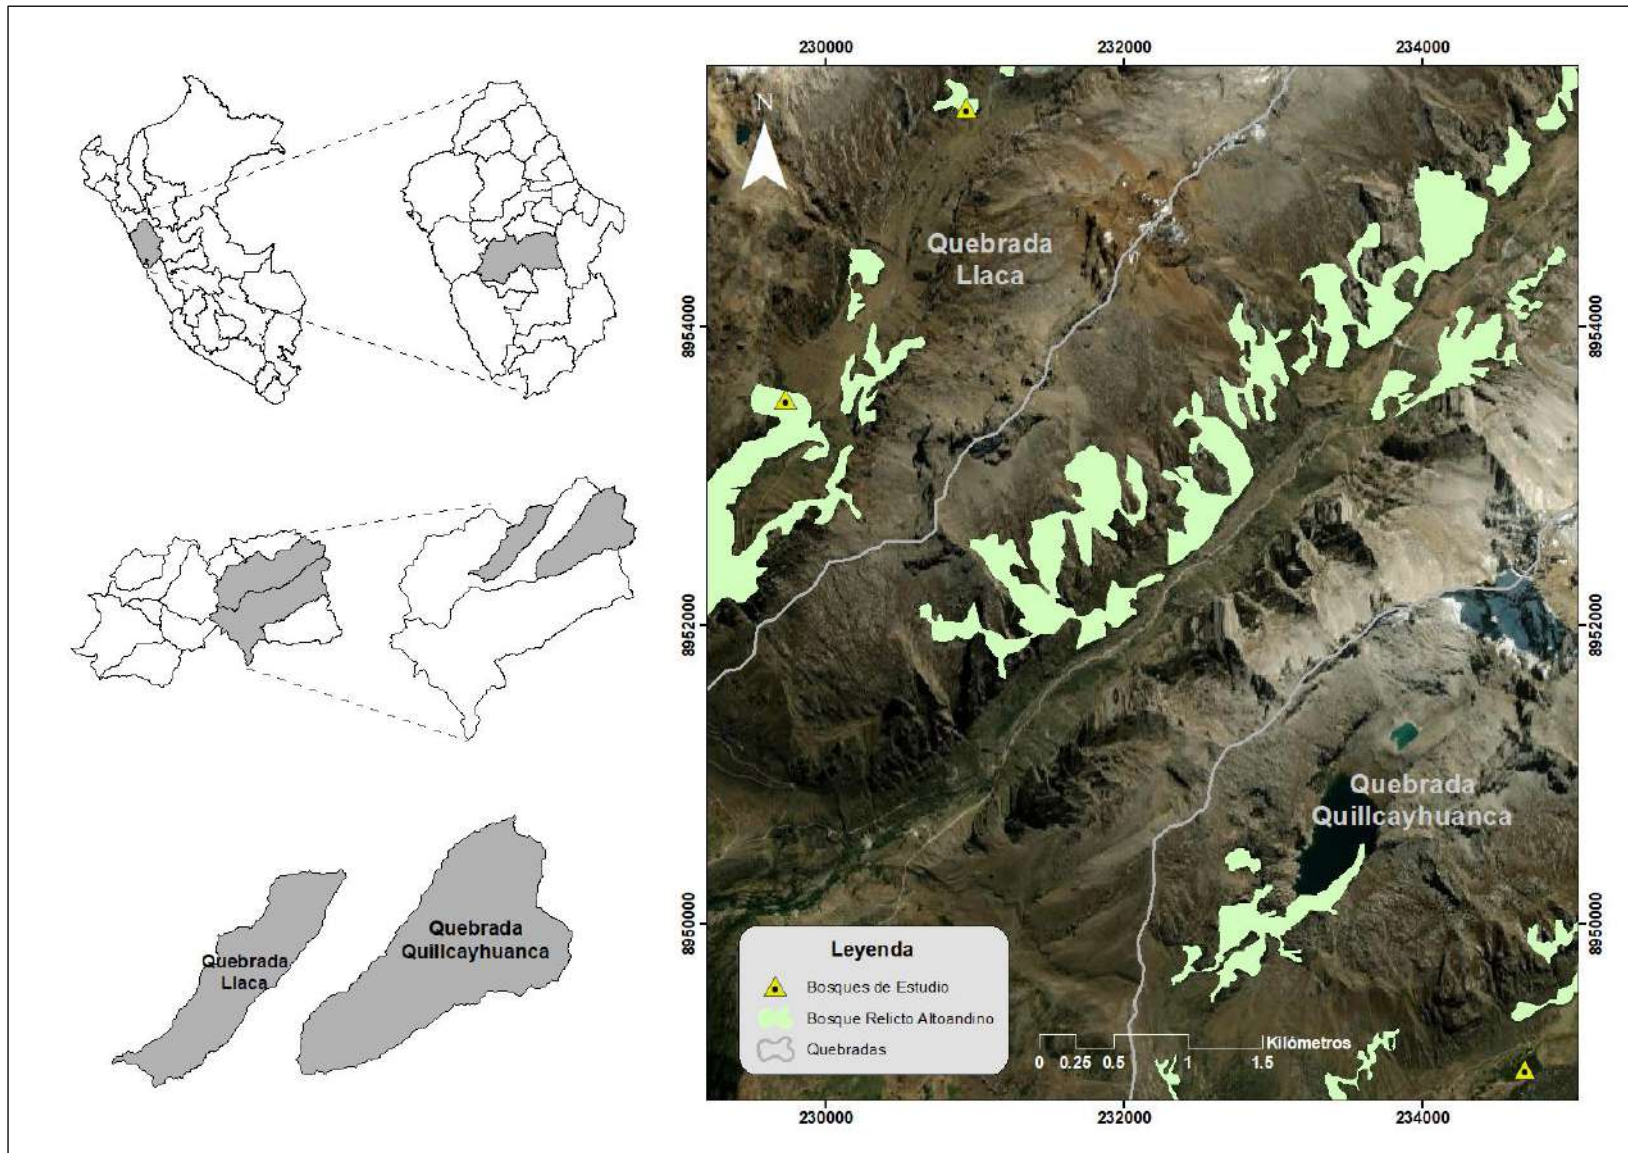 230000
232000
234000
N
Quebrada
Llaca
8954000
8954000
8952000
8952000
Quebrada
Quillcayhuanca
Quebrada
Quillcayhuanca
Quebrada
Llaca
8950000
8950000
Leyenda
Bosques de Estudio
Bosque Relicto Altoandino
Quebradas
Kilómetros
0 0.25 0.5 1 1.5
230000
232000
234000